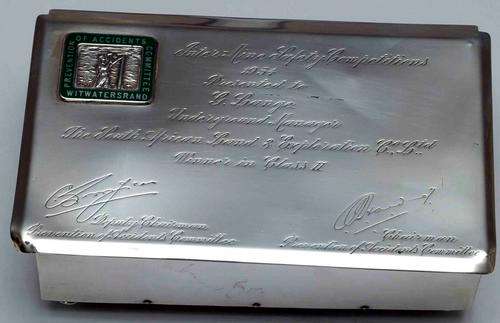 PREVENTION OF ACCIDENTS COMMITTEE
WITWATERSRAND
Inter-Mine Safety Competitions
1954
Presented to
Underground Manager
The South African Land & Exploration Co. Ltd
Winner in Class II
Deputy Chairman
Prevention of Accidents Committee
Chairman
Prevention of Accidents Committee